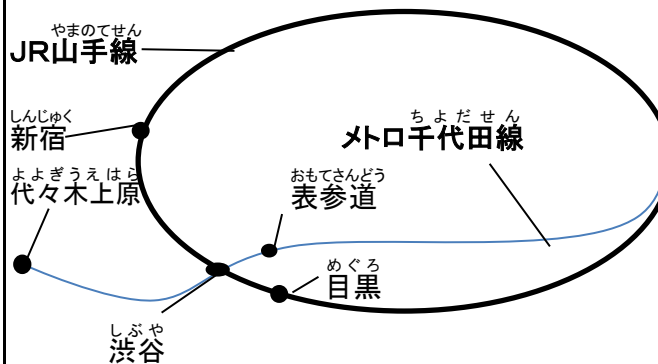 やまのてせん
JR山手線
しんじゅく
新宿
ちよだせん
メトロ千代田線
よよぎうえはら
代々木上原
おもてさんどう
表参道
めぐろ
目黒
しぶや
渋谷